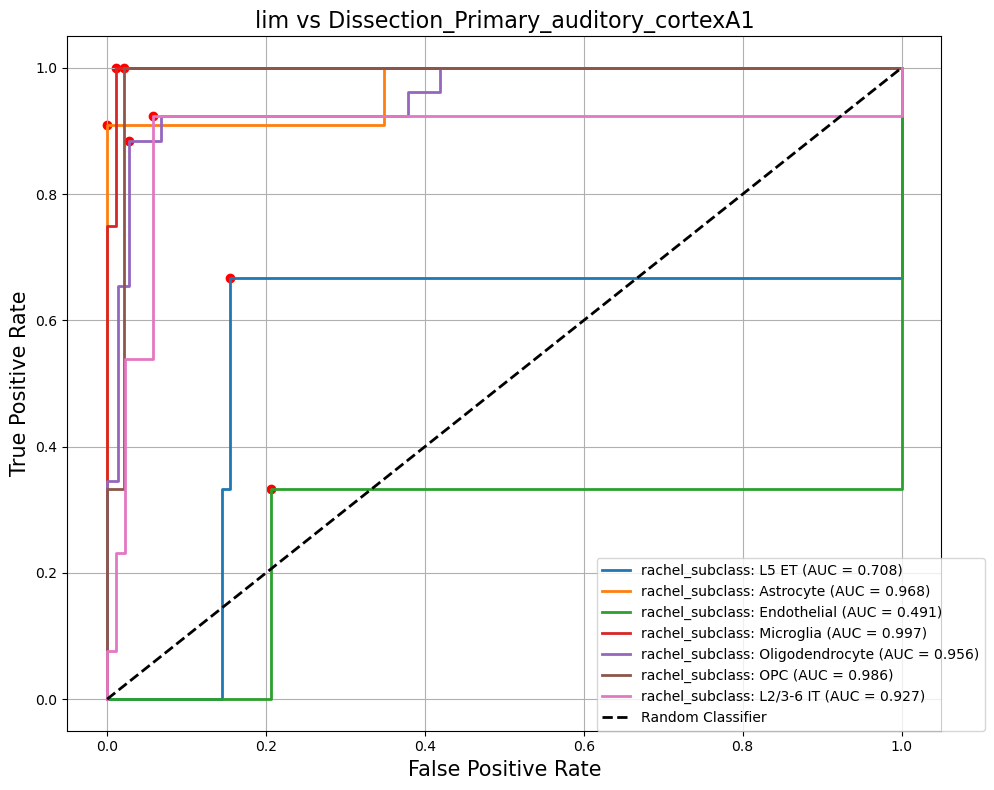 lim vs Dissection_Primary_auditory_cortexA1
True Positive Rate
1.0
0.8
0.6
0.4
0.2
0.0
rachel_subclass: L5 ET (AUC = 0.708)
rachel_subclass: Astrocyte (AUC = 0.968)
rachel_subclass: Endothelial (AUC = 0.491)
rachel_subclass: Microglia (AUC = 0.997)
rachel_subclass: Oligodendrocyte (AUC = 0.956)
rachel_subclass: OPC (AUC = 0.986)
rachel_subclass: L2/3-6 IT (AUC = 0.927)
Random Classifier
0.0 0.2 0.4 0.6 0.8 1.0
False Positive Rate